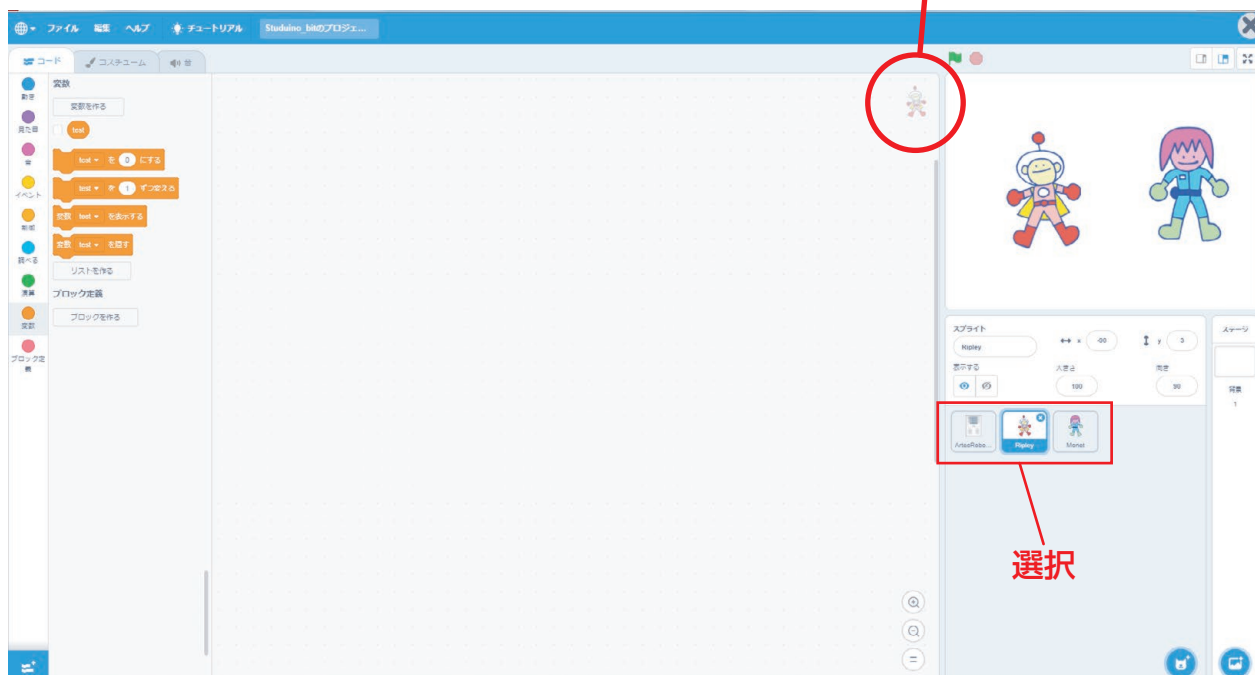 ファイル 編集 ヘルプ チュートリアル Studuino_bitのプロジェ...
コード コスチューム 音
動き
見た目
音
イベント
制御
調べる
演算
変数
ブロック定義
変数
変数を作る
test
test を 0 にする
test を 1 ずつ変える
変数 test を表示する
変数 test を隠す
リストを作る
ブロック定義
ブロックを作る
スプライト
Ripley
x y 3
表示する 大きさ 向き
100 90
ArtecRobo...
Ripley
Monet
ステージ
背景
1
選択